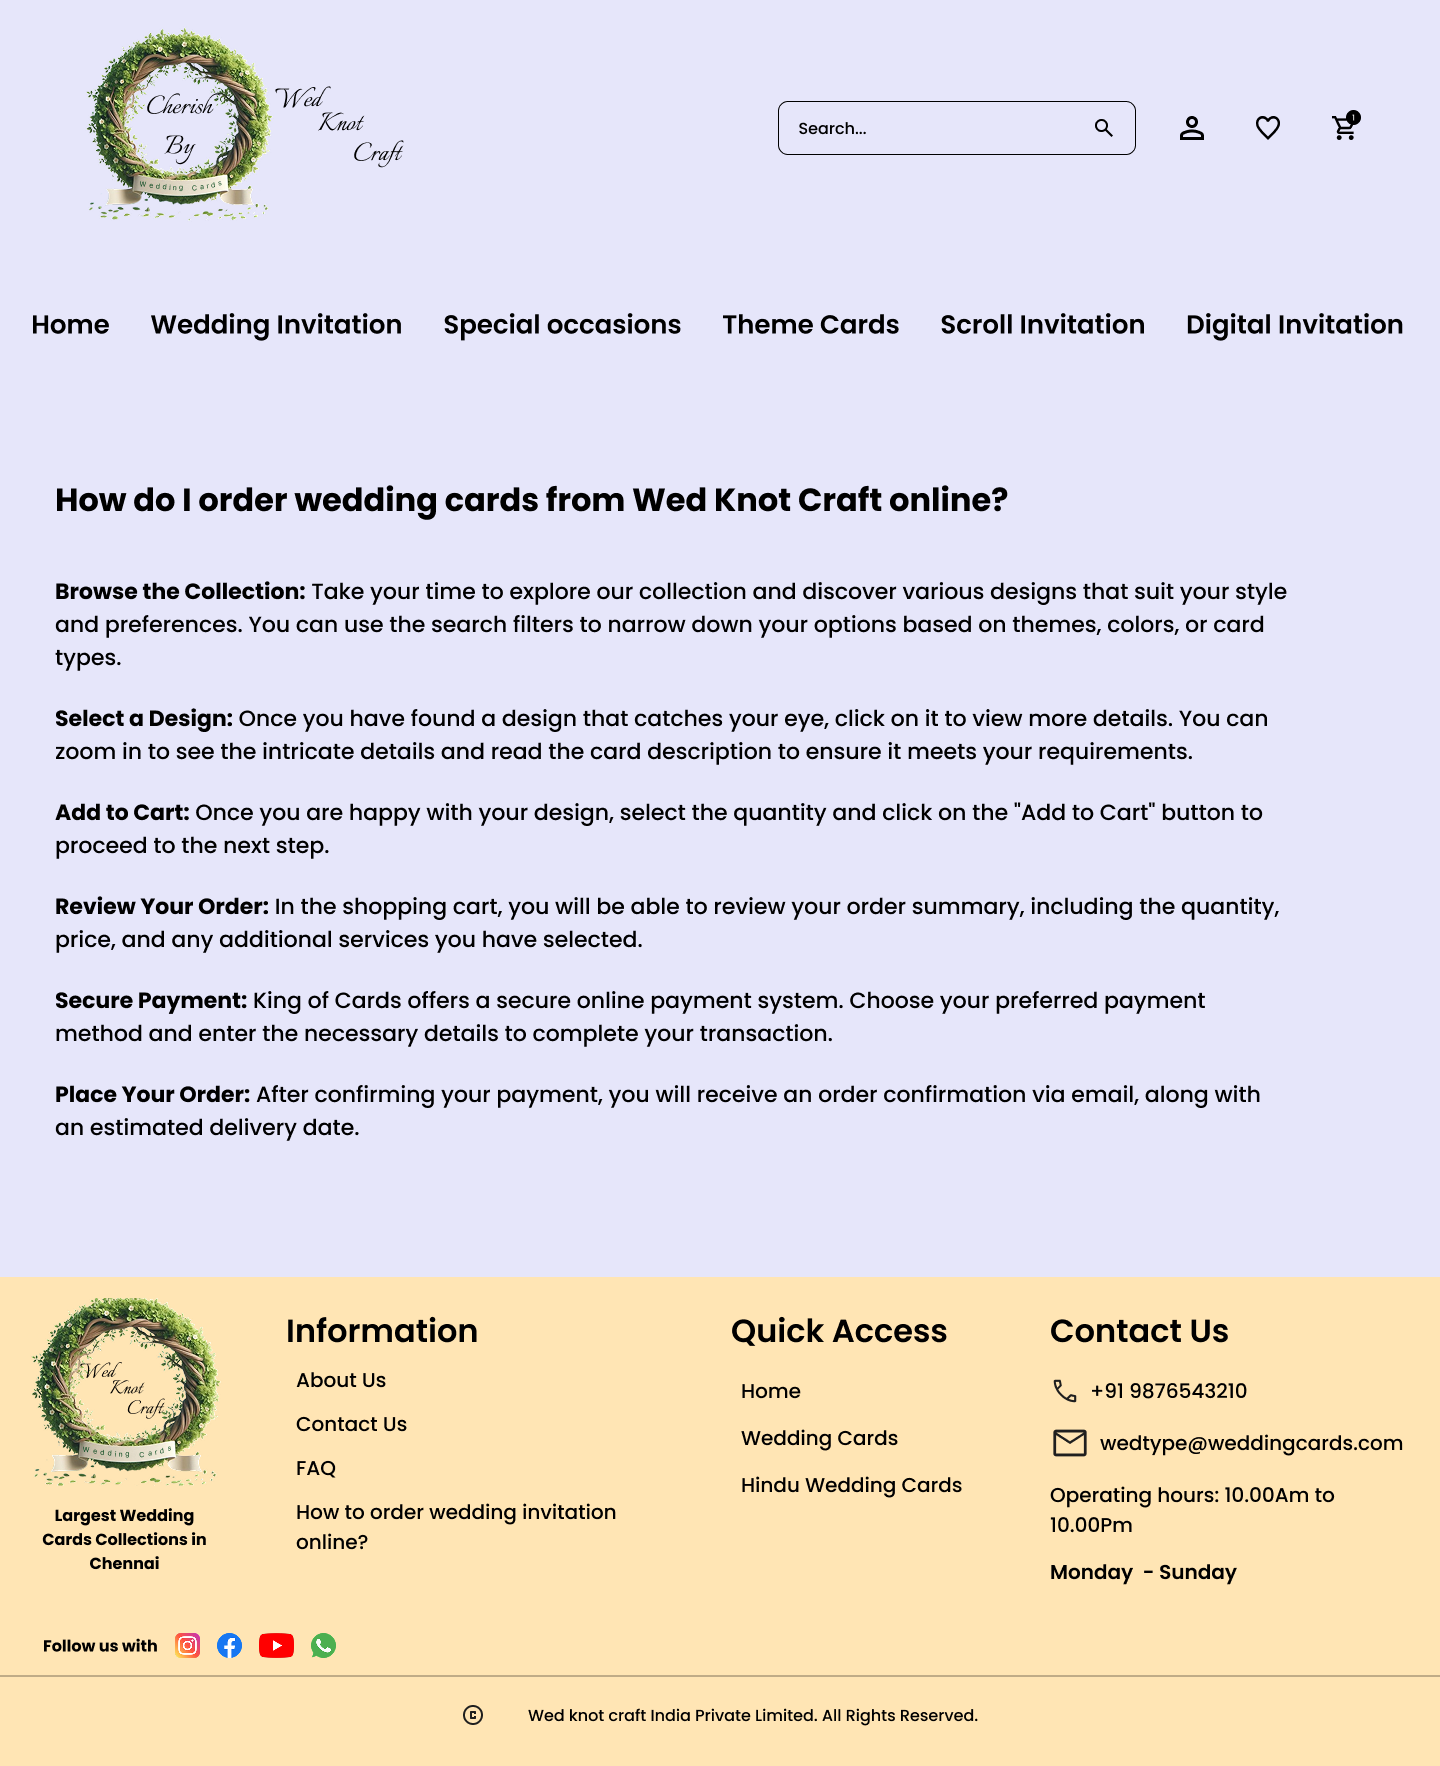 Cherish
By
Wedding Cards
Wed
Knot
Craft
Search...
1
Home Wedding Invitation Special occasions Theme Cards Scroll Invitation Digital Invitation
How do I order wedding cards from Wed Knot Craft online?
Browse the Collection: Take your time to explore our collection and discover various designs that suit your style
and preferences. You can use the search filters to narrow down your options based on themes, colors, or card
types.
Select a Design: Once you have found a design that catches your eye, click on it to view more details. You can
zoom in to see the intricate details and read the card description to ensure it meets your requirements.
Add to Cart: Once you are happy with your design, select the quantity and click on the "Add to Cart" button to
proceed to the next step.
Review Your Order: In the shopping cart, you will be able to review your order summary, including the quantity,
price, and any additional services you have selected.
Secure Payment: King of Cards offers a secure online payment system. Choose your preferred payment
method and enter the necessary details to complete your transaction.
Place Your Order: After confirming your payment, you will receive an order confirmation via email, along with
an estimated delivery date.
Wed
Knot
Craft
Wedding Cards
Largest Wedding
Cards Collections in
Chennai
Information
About Us
Contact Us
FAQ
How to order wedding invitation
online?
Quick Access
Home
Wedding Cards
Hindu Wedding Cards
Contact Us
+91 9876543210
wedtype@weddingcards.com
Operating hours: 10.00Am to
10.00Pm
Monday - Sunday
Follow us with
© Wed knot craft India Private Limited. All Rights Reserved.